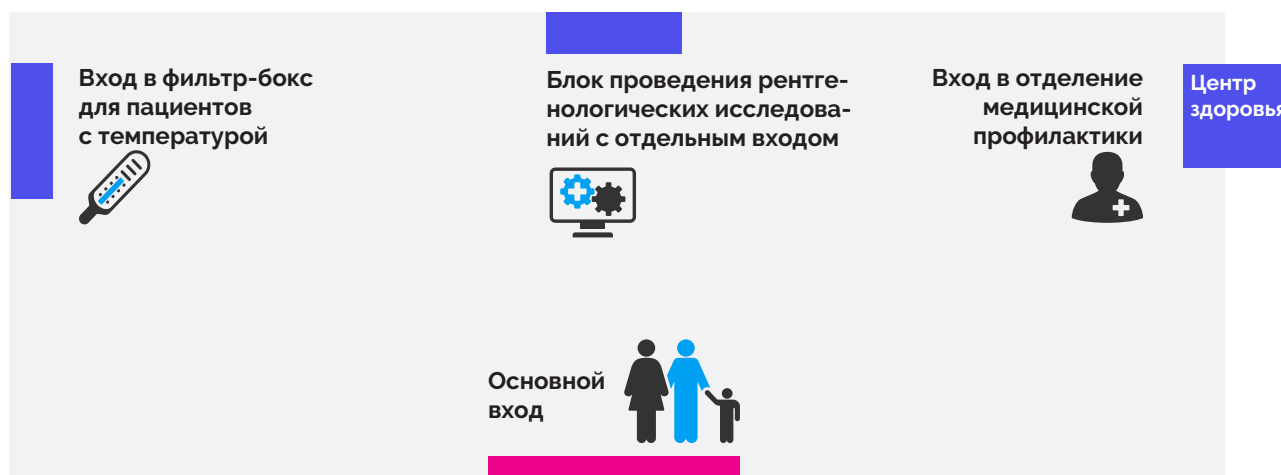 Вход в фильтр-бокс
для пациентов
с температурой
Блок проведения рентге-
нологических исследова-
ний с отдельным входом
Вход в отделение
медицинской
профилактики
Центр
здоровья
Основной
вход